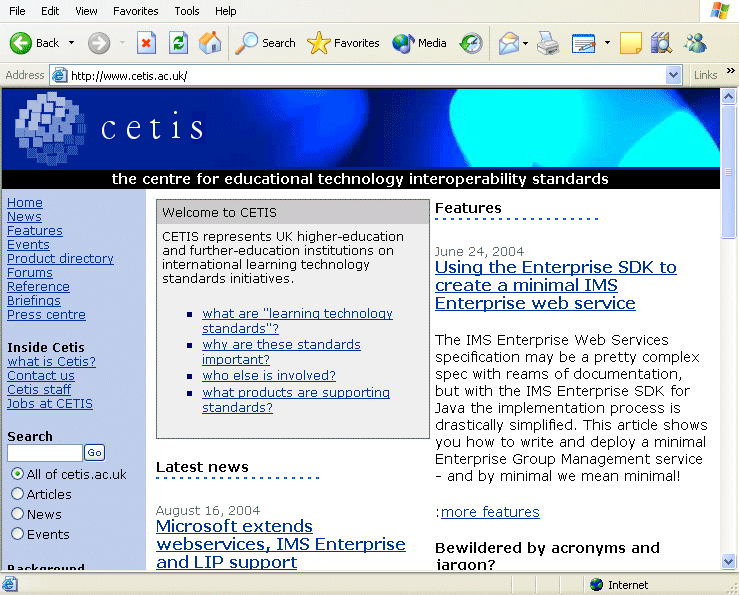 File Edit View Favorites Tools Help
Back Search Favorites Media
Address http://www.cetis.ac.uk/ Links »
cetis
the centre for educational technology interoperability standards
Home
News
Features
Events
Product directory
Forums
Reference
Briefings
Press centre
Inside Cetis
what is Cetis?
Contact us
Cetis staff
Jobs at CETIS
Search
Go
All of cetis.ac.uk
Articles
News
Events
Background
Welcome to CETIS
CETIS represents UK higher-education
and further-education institutions on
international learning technology
standards initiatives.
what are "learning technology
standards"?
why are these standards
important?
who else is involved?
what products are supporting
standards?
Latest news
August 16, 2004
Microsoft extends
webservices, IMS Enterprise
and LIP support
Features
June 24, 2004
Using the Enterprise SDK to
create a minimal IMS
Enterprise web service
The IMS Enterprise Web Services
specification may be a pretty complex
spec with reams of documentation,
but with the IMS Enterprise SDK for
Java the implementation process is
drastically simplified. This article shows
you how to write and deploy a minimal
Enterprise Group Management service
- and by minimal we mean minimal!
:more features
Bewildered by acronyms and
jargon?
Internet